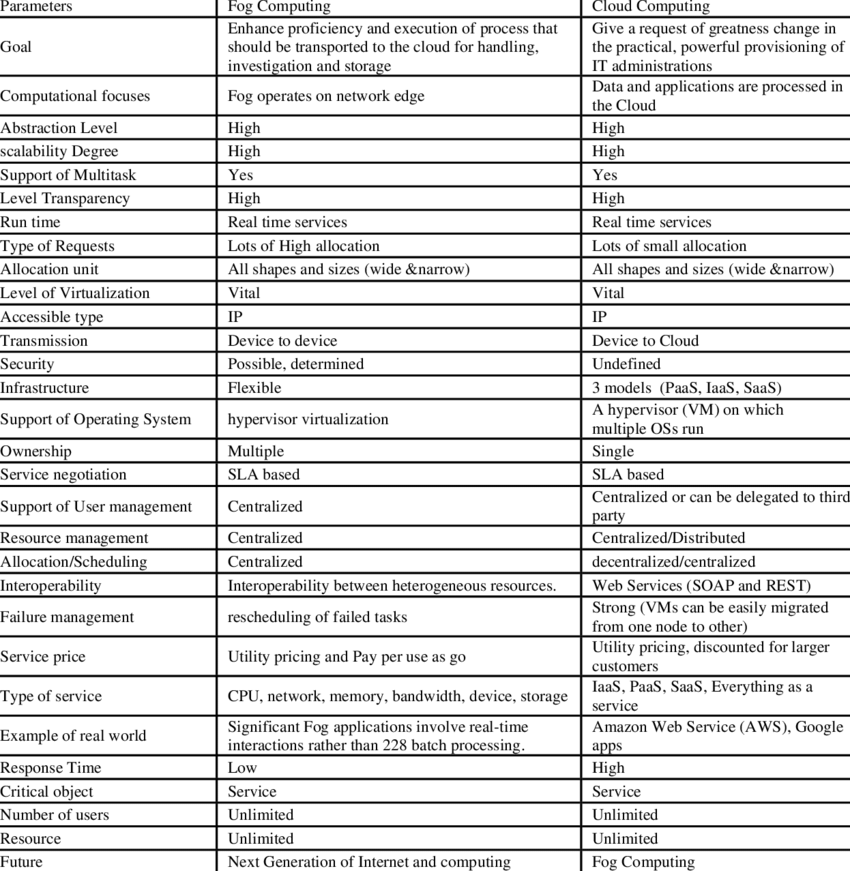 Parameters Fog Computing Cloud Computing
Goal Enhance proficiency and execution of process that should be transported to the cloud for handling, investigation and storage Give a request of greatness change in the practical, powerful provisioning of IT administrations
Computational focuses Fog operates on network edge Data and applications are processed in the Cloud
Abstraction Level High High
scalability Degree High High
Support of Multitask Yes Yes
Level Transparency High High
Run time Real time services Real time services
Type of Requests Lots of High allocation Lots of small allocation
Allocation unit All shapes and sizes (wide &narrow) All shapes and sizes (wide &narrow)
Level of Virtualization Vital Vital
Accessible type IP IP
Transmission Device to device Device to Cloud
Security Possible, determined Undefined
Infrastructure Flexible 3 models (PaaS, IaaS, SaaS)
Support of Operating System hypervisor virtualization A hypervisor (VM) on which multiple OSs run
Ownership Multiple Single
Service negotiation SLA based SLA based
Support of User management Centralized Centralized or can be delegated to third party
Resource management Centralized Centralized/Distributed
Allocation/Scheduling Centralized decentralized/centralized
Interoperability Interoperability between heterogeneous resources. Web Services (SOAP and REST)
Failure management rescheduling of failed tasks Strong (VMs can be easily migrated from one node to other)
Service price Utility pricing and Pay per use as go Utility pricing, discounted for larger customers
Type of service CPU, network, memory, bandwidth, device, storage IaaS, PaaS, SaaS, Everything as a service
Example of real world Significant Fog applications involve real-time interactions rather than 228 batch processing. Amazon Web Service (AWS), Google apps
Response Time Low High
Critical object Service Service
Number of users Unlimited Unlimited
Resource Unlimited Unlimited
Future Next Generation of Internet and computing Fog Computing